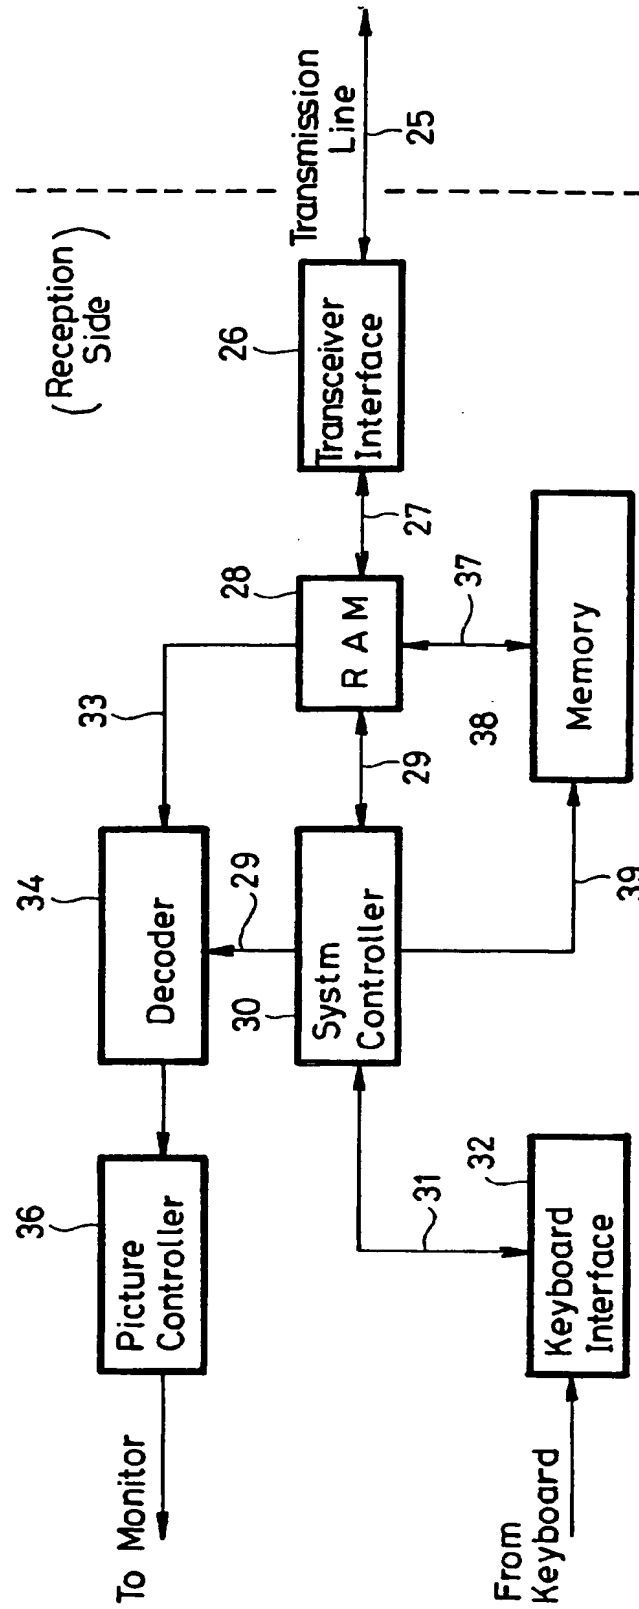 (Reception
Side)
Transmission
Line
25
26
Transceiver
Interface
27
28
R A M
33
29
37
38
Memory
39
34
Decoder
29
30
Systm
Controller
31
32
Keyboard
Interface
36
Picture
Controller
To Monitor
From
Keyboard